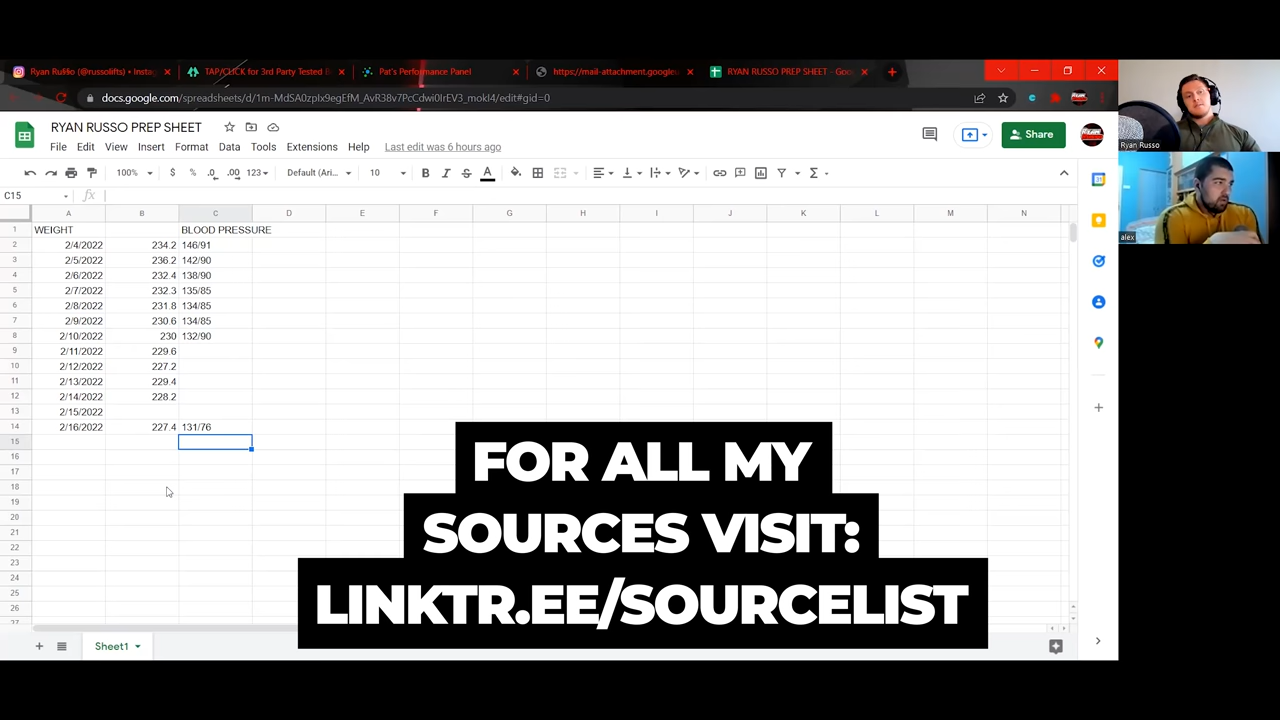 Ryan Rußo (@russolifts) • Insta
TAP/CLICK for 3rd Party Tested B
Pat's Performance Panel
https://mail-attachment.google
RYAN RUSSO PREP SHEET - Goo
docs.google.com/spreadsheets/d/
/edit#gid=0
RYAN RUSSO PREP SHEET
File Edit View Insert Format Data Tools Extensions Help Last edit was 6 hours ago
Share
100% $ % .0 .00 123 Default (Ari... 10 B I S A
C15 fx
A B C D E F G H I J K L M N
1 WEIGHT BLOOD PRESSURE
2 2/4/2022 234.2 146/91
3 2/5/2022 236.2 142/90
4 2/6/2022 232.4 138/90
5 2/7/2022 232.3 135/85
6 2/8/2022 231.8 134/85
7 2/9/2022 230.6 134/85
8 2/10/2022 230 132/90
9 2/11/2022 229.6
10 2/12/2022 227.2
11 2/13/2022 229.4
12 2/14/2022 228.2
13 2/15/2022
14 2/16/2022 227.4 131/76
15
16
17
18
19
20
21
22
23
24
25
26
27
Sheet1
Ryan Russo
alex
31
FOR ALL MY
SOURCES VISIT:
LINKTR.EE/SOURCELIST